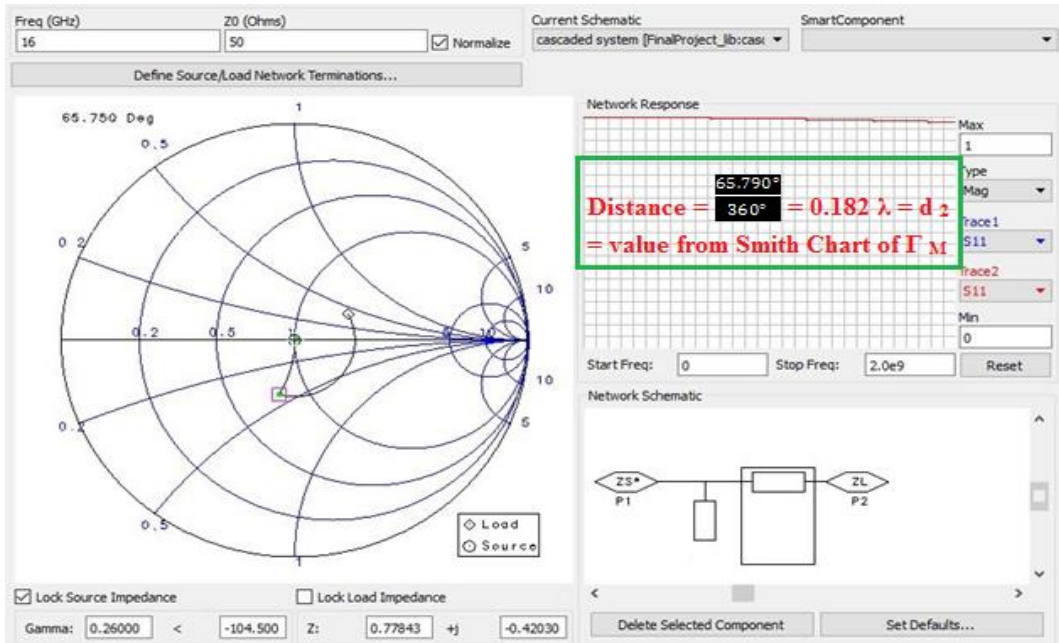 Freq (GHz) Z0 (Ohms) Current Schematic SmartComponent
16 50 Normalize cascaded system [FinalProject_lib:casc
Define Source/Load Network Terminations...
Network Response
65.750 Deg
1
0.5
0.2
0.2 0.5 1
5
10
10
5
0.2
0.5
1
Load
Source
Max
1
Type
Mag
Trace1
S11
Trace2
S11
Min
0
65.790°
Distance = 360° = 0.182 λ = d 2
= value from Smith Chart of Γ M
Start Freq: 0 Stop Freq: 2.0e9 Reset
Network Schematic
ZS* ZL
P1 P2
Lock Source Impedance Lock Load Impedance
Gamma: 0.26000 < -104.500 Z: 0.77843 +j -0.42030
Delete Selected Component Set Defaults...